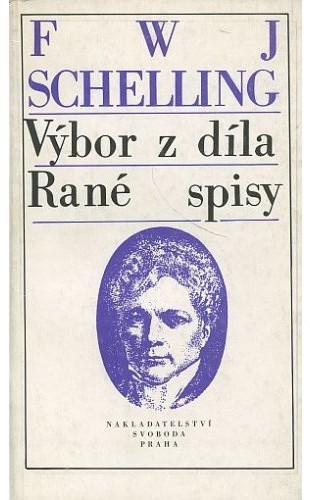 F W J
SCHELLING
Výbor z díla
Rané spisy
NAKLADATELSTVÍ
SVOBODA
PRAHA